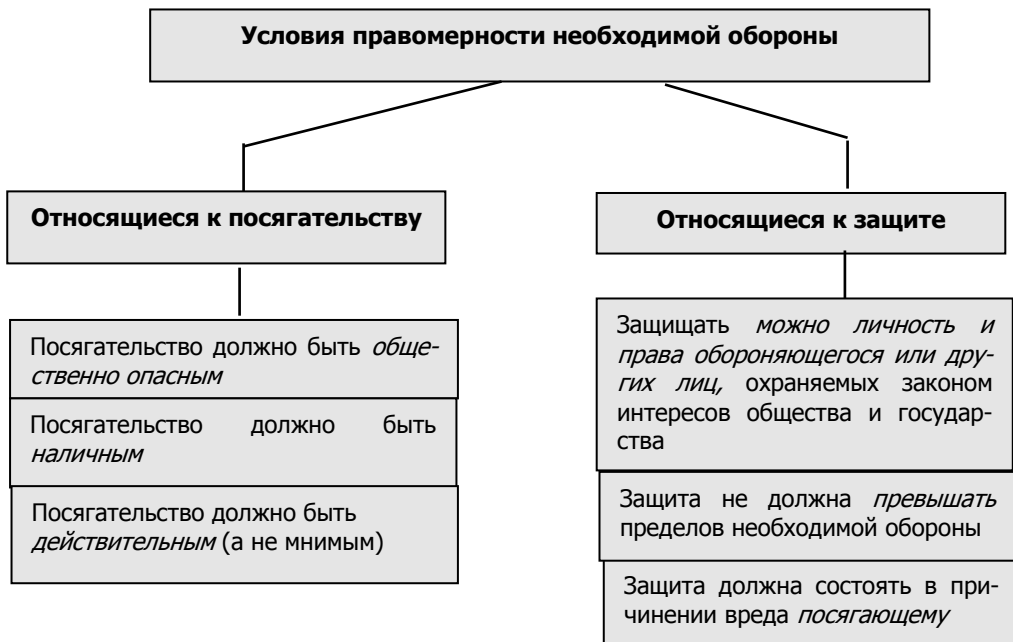 Условия правомерности необходимой обороны
Относящиеся к посягательству
Посягательство должно быть обще-
ственно опасным
Посягательство должно быть
наличным
Посягательство должно быть
действительным (а не мнимым)
Относящиеся к защите
Защищать можно личность и
права обороняющегося или дру-
гих лиц, охраняемых законом
интересов общества и государ-
ства
Защита не должна превышать
пределов необходимой обороны
Защита должна состоять в при-
чинении вреда посягающему